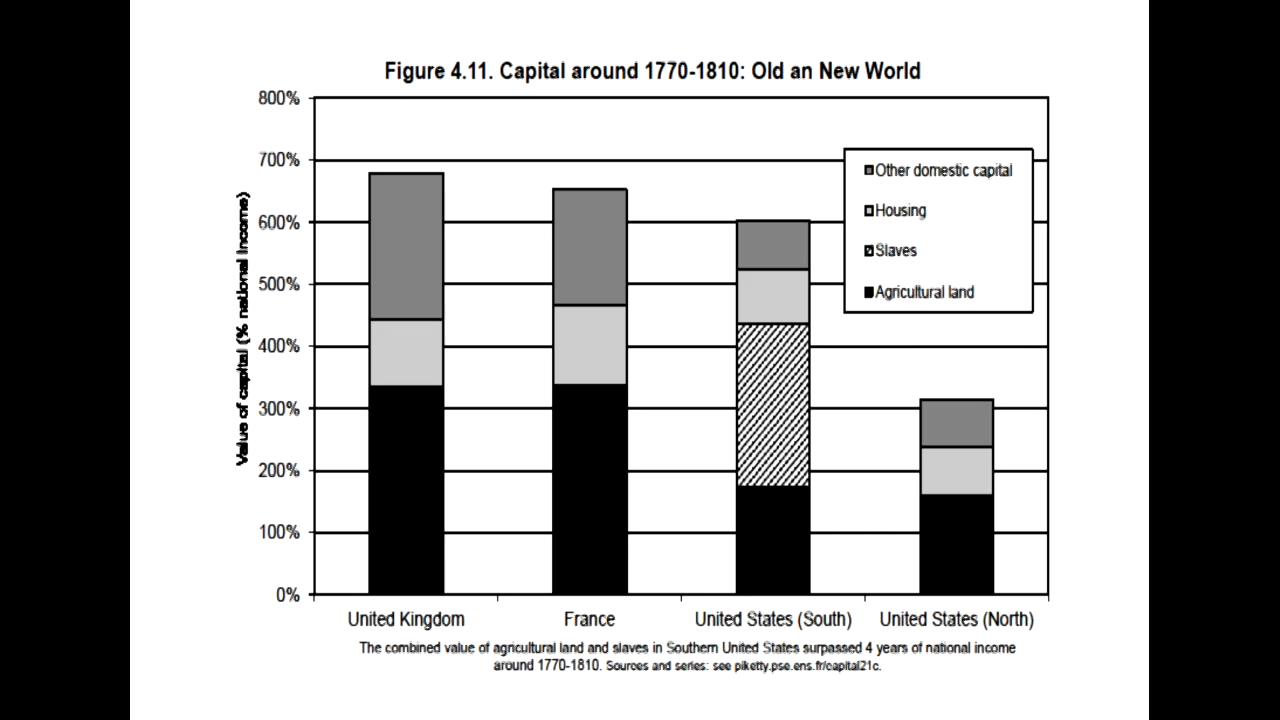 Figure 4.11. Capital around 1770-1810: Old an New World
800%
700%
600%
500%
400%
300%
200%
100%
0%
Value of capital (% national income)
Other domestic capital
Housing
Slaves
Agricultural land
United Kingdom
France
United States (South)
United States (North)
The combined value of agricultural land and slaves in Southern United States surpassed 4 years of national income
around 1770-1810. Sources and series: see piketty.pse.ens.fr/capital21c.